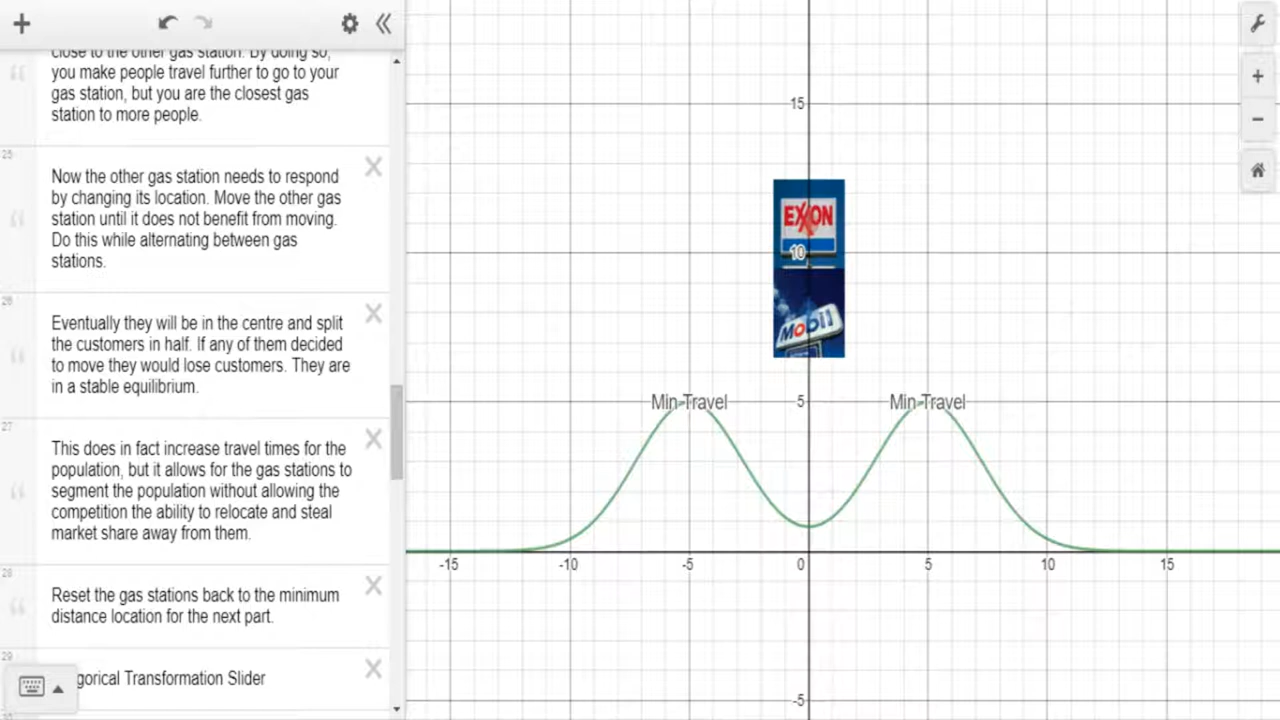 close to the other gas station. By doing so,
you make people travel further to go to your
gas station, but you are the closest gas
station to more people.
25
Now the other gas station needs to respond
by changing its location. Move the other gas
station until it does not benefit from moving.
Do this while alternating between gas
stations.
26
Eventually they will be in the centre and split
the customers in half. If any of them decided
to move they would lose customers. They are
in a stable equilibrium.
27
This does in fact increase travel times for the
population, but it allows for the gas stations to
segment the population without allowing the
competition the ability to relocate and steal
market share away from them.
28
Reset the gas stations back to the minimum
distance location for the next part.
29
gorical Transformation Slider
15
EXXON
10
Mobil
Min Travel
5
Min Travel
-15
-10
-5
0
5
10
15
-5